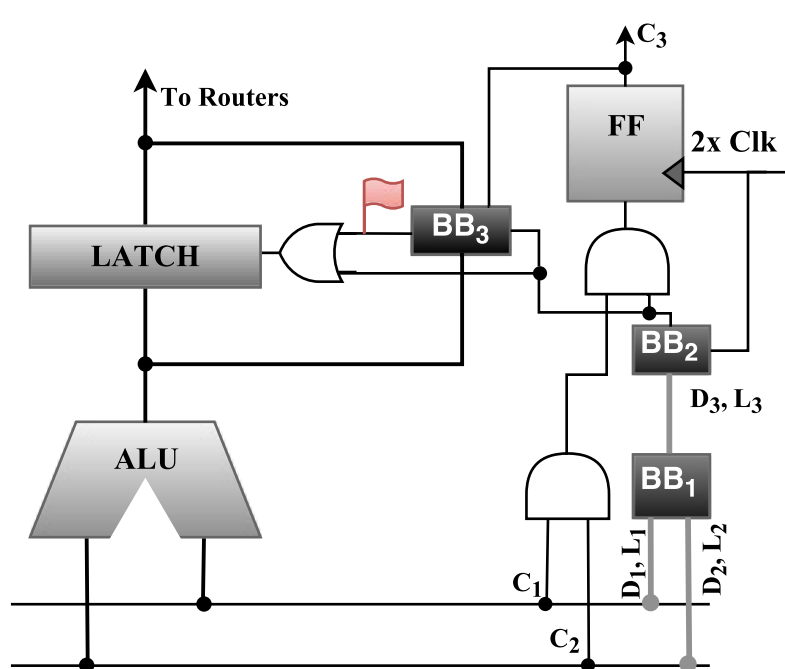 C3
To Routers
FF
2x Clk
BB3
LATCH
BB2
D3, L3
ALU
BB1
D1, L1
D2, L2
C1
C2